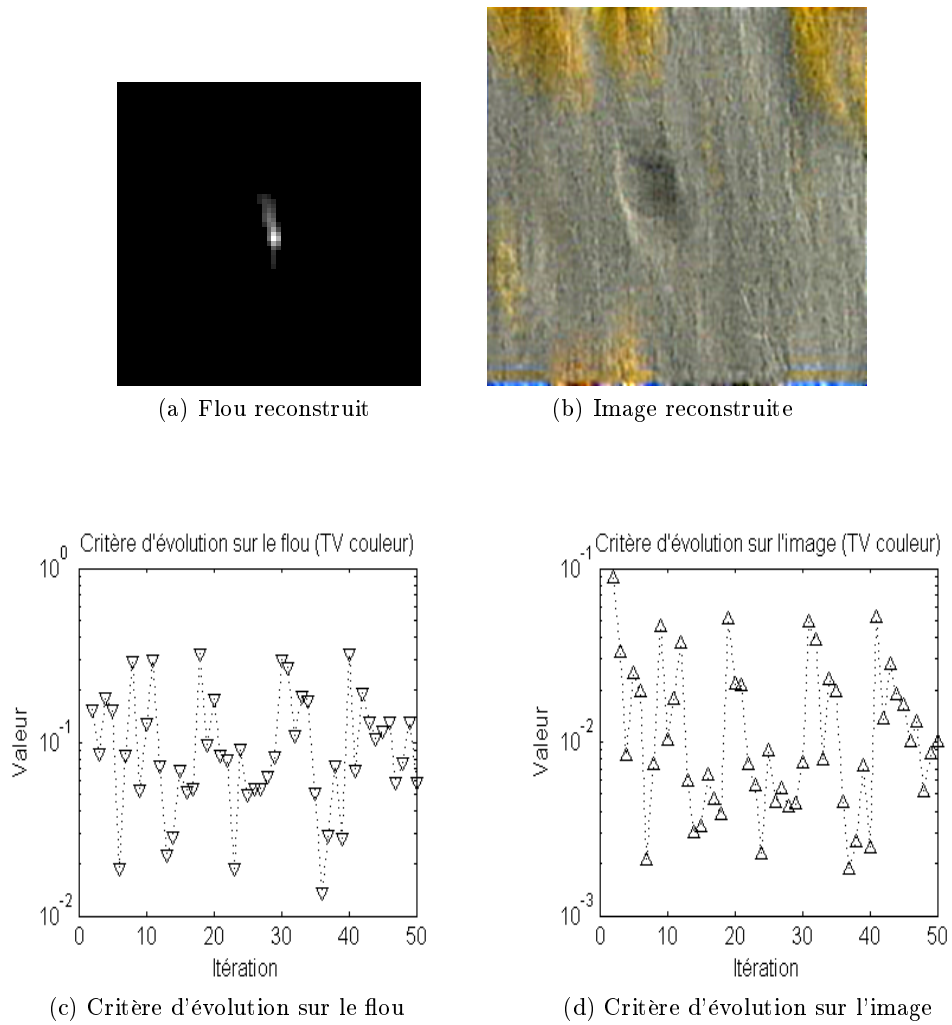 (a) Flou reconstruit
(b) Image reconstruite
Critère d'évolution sur le flou (TV couleur)
10^0
10^-1
10^-2
Valeur
0 10 20 30 40 50
Itération
(c) Critère d'évolution sur le flou
Critère d'évolution sur l'image (TV couleur)
10^-1
10^-2
10^-3
Valeur
0 10 20 30 40 50
Itération
(d) Critère d'évolution sur l'image